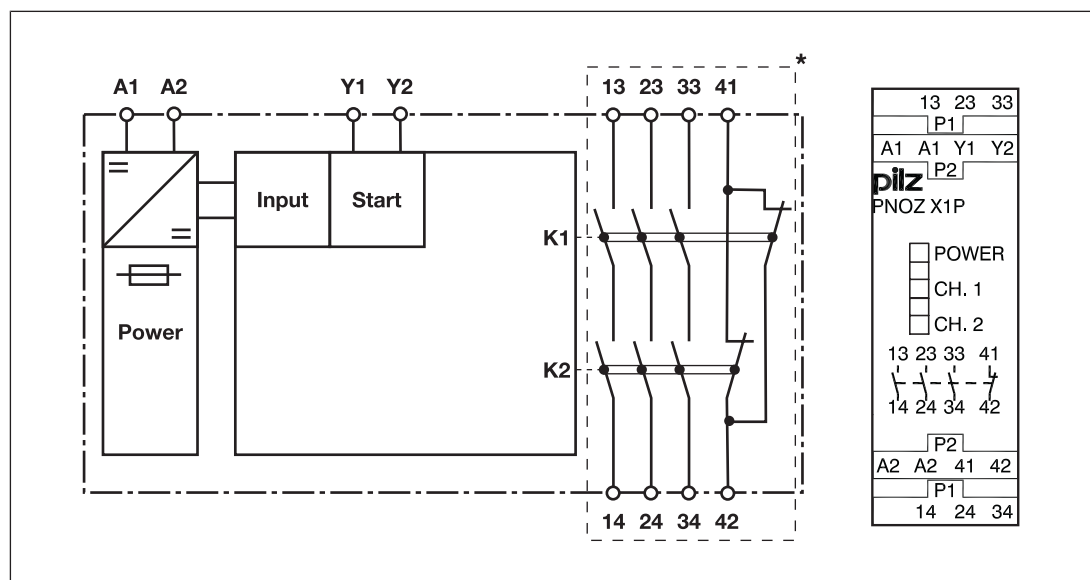 *
A1 A2 Y1 Y2 13 23 33 41
Input Start
K1
Power
K2
14 24 34 42
13 23 33
P1
A1 A1 Y1 Y2
P2
pilz
PNOZ X1P
POWER
CH. 1
CH. 2
13 23 33 41
14 24 34 42
P2
A2 A2 41 42
P1
14 24 34